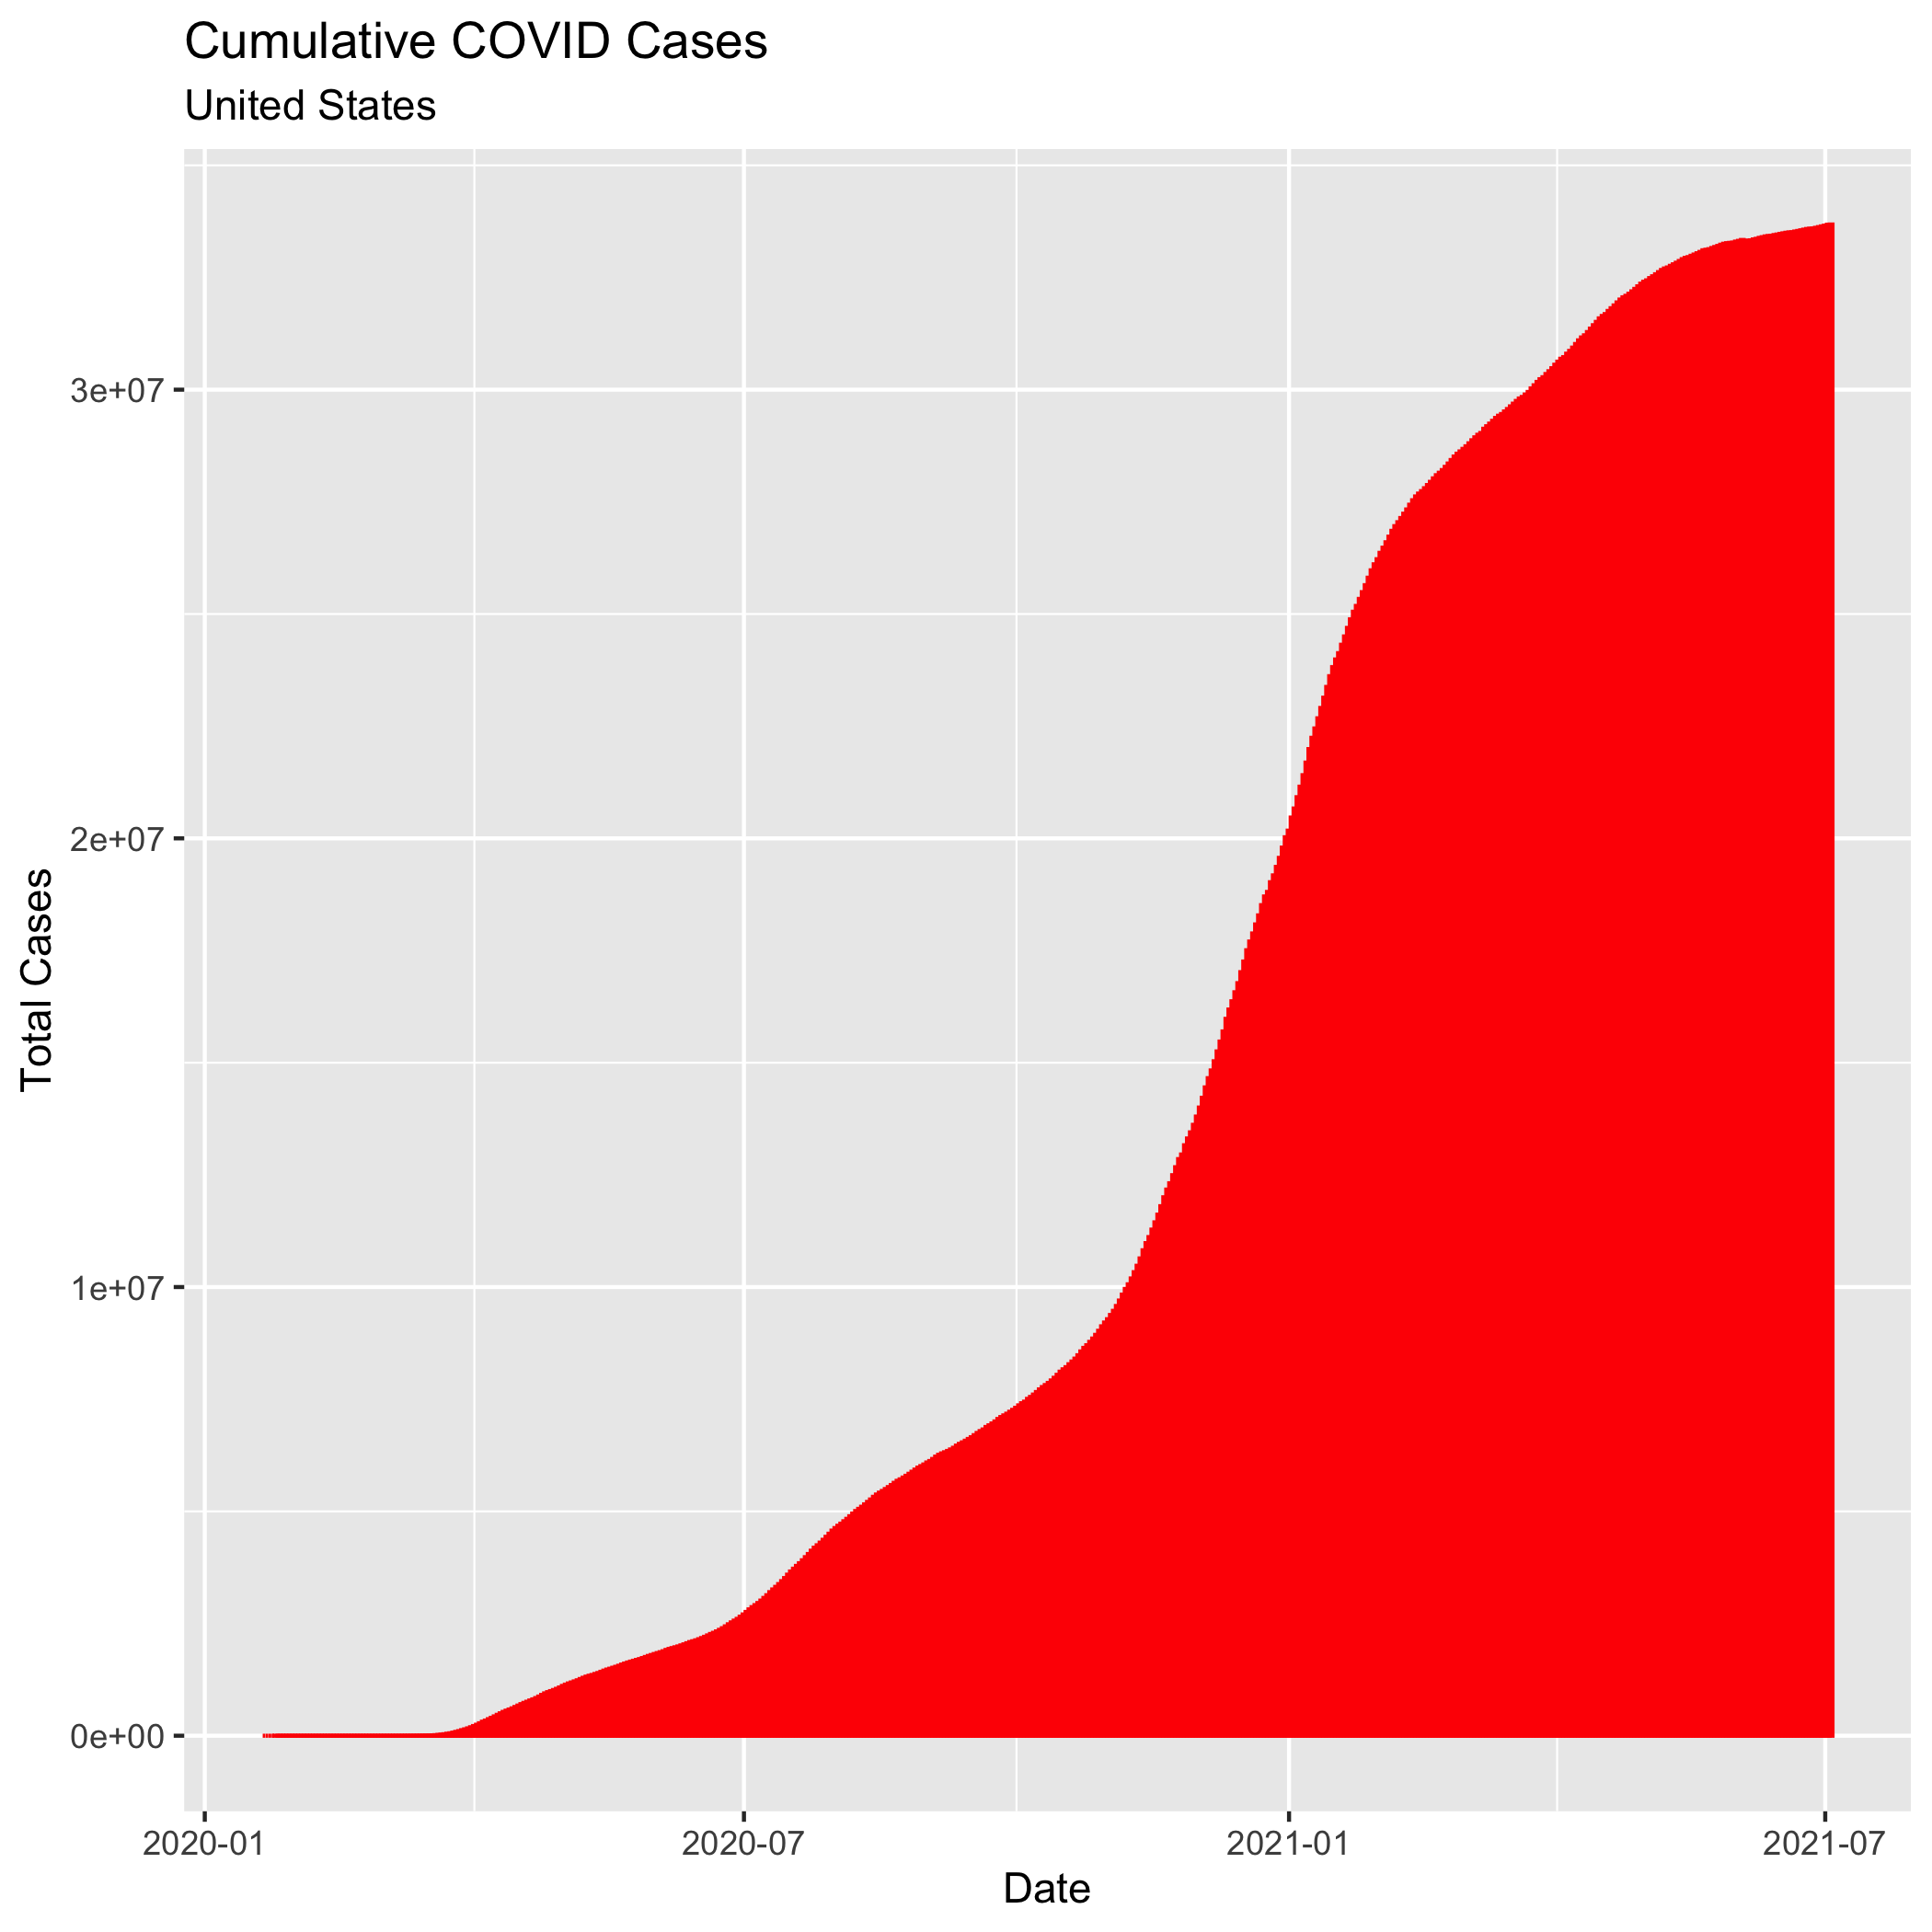 Cumulative COVID Cases
United States
Total Cases
3e+07
2e+07
1e+07
0e+00
2020-01
2020-07
2021-01
2021-07
Date